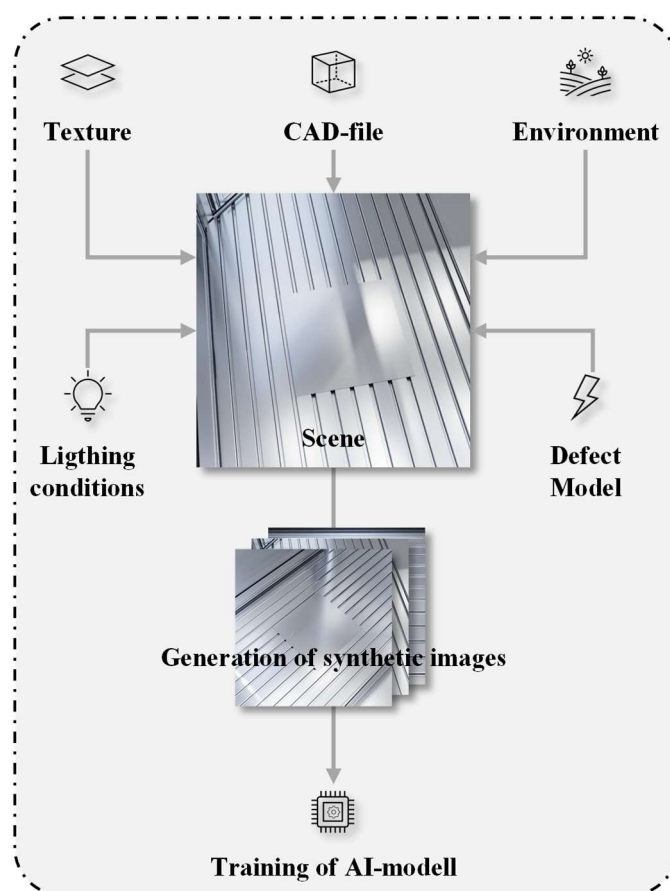 Texture
CAD-file
Environment
Ligthing
conditions
Scene
Defect
Model
Generation of synthetic images
Training of AI-modell